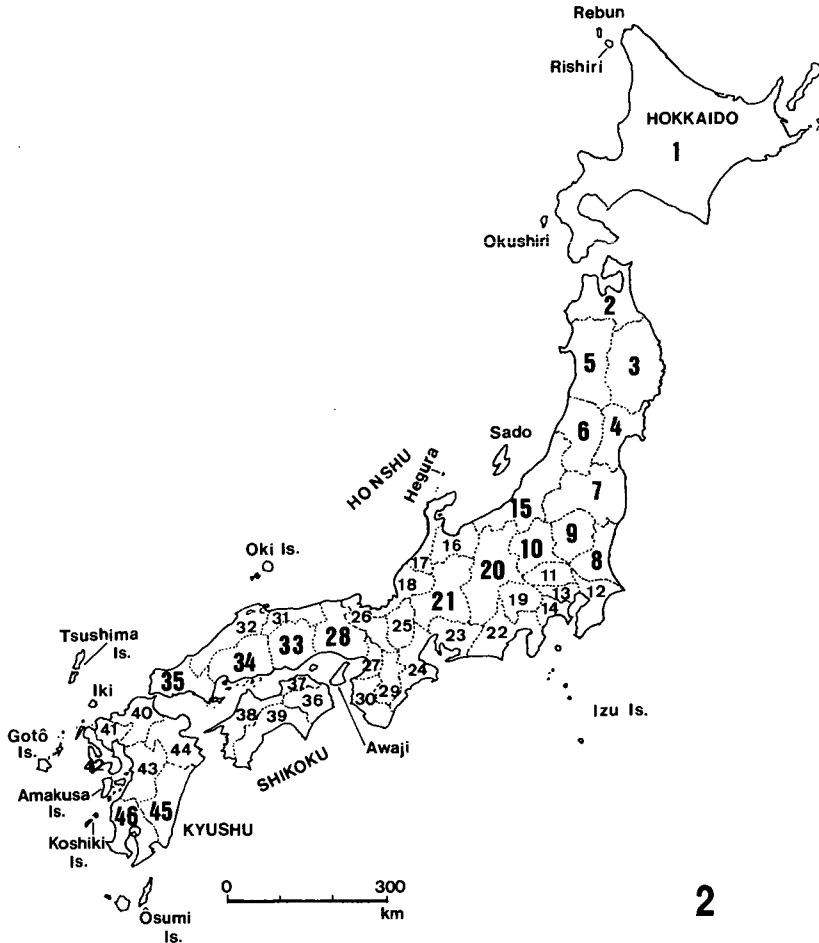 Rebun
Rishiri
HOKKAIDO
1
Okushiri
2
5
3
Sado
6
4
HONSHU
Hegura
7
15
9
16
10
8
Oki Is.
17
20
11
18
13
12
21
19
14
31
26
32
25
23
22
33
28
Tsushima
Is.
34
27
24
35
37
29
Iki
36
30
40
38
39
Izu Is.
41
Gotô
Is.
44
Awaji
42
43
SHIKOKU
Amakusa
Is.
46
45
KYUSHU
Koshiki
Is.
0
300
km
2
Ôsumi
Is.